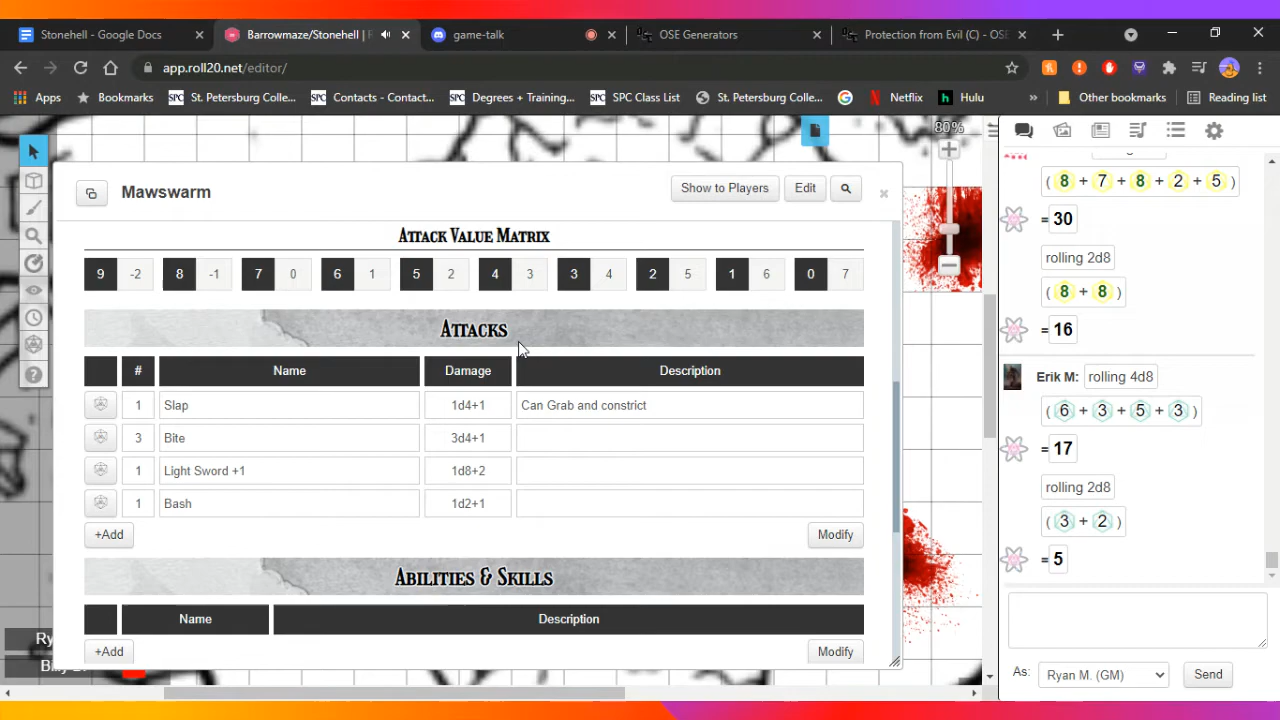 Stonehell - Google Docs
Barrowmaze/Stonehell |
game-talk
OSE Generators
Protection from Evil (C) - OSE
app.roll20.net/editor/
Apps
Bookmarks
St. Petersburg Colle...
Contacts - Contact...
Degrees + Training...
SPC Class List
St. Petersburg Colle...
Netflix
Hulu
»
Other bookmarks
Reading list
80%
Mawswarm
Show to Players
Edit
ATTACK VALUE MATRIX
9 -2 8 -1 7 0 6 1 5 2 4 3 3 4 2 5 1 6 0 7
ATTACKS
# Name Damage Description
1 Slap 1d4+1 Can Grab and constrict
3 Bite 3d4+1
1 Light Sword +1 1d8+2
1 Bash 1d2+1
+Add Modify
ABILITIES & SKILLS
Name Description
+Add Modify
(8+7+8+2+5)
= 30
rolling 2d8
(8+8)
= 16
Erik M: rolling 4d8
(6+3+5+3)
= 17
rolling 2d8
(3+2)
= 5
As: Ryan M. (GM) Send